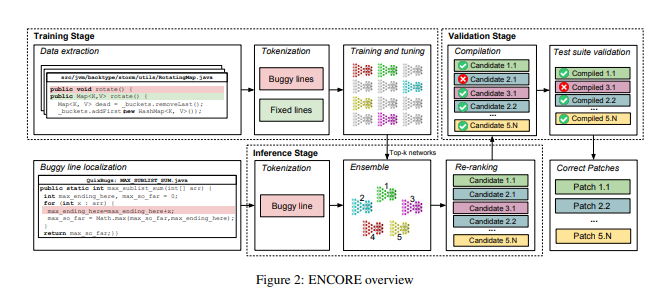 Training Stage
Data extraction
src/jvm/backtype/storm/utils/RotatingMap.java
public void rotate() {
public Map<K,V> rotate() {
Map<K, V> dead = _buckets.removeLast();
_buckets.addFirst(new HashMap<K, V>());
Tokenization
Buggy lines
Fixed lines
Training and tuning
Validation Stage
Compilation
Candidate 1.1
Candidate 2.1
Candidate 3.1
Candidate 2.2
...
Candidate 5.N
Test suite validation
Compiled 1.1
Compiled 3.1
Compiled 2.2
...
Compiled 5.N
Top-k networks
Buggy line localization
QuixBugs: MAX_SUBLIST_SUM.java
public static int max_sublist_sum(int[] arr) {
int max_ending_here, max_so_far = 0;
for (int x : arr) {
max_ending_here=max_ending_here+x;
max_so_far = Math.max(max_so_far,max_ending_here);
}
return max_so_far;}}
Inference Stage
Tokenization
Buggy line
Ensemble
1
2
3
4
5
Re-ranking
Candidate 1.1
Candidate 2.1
Candidate 3.1
Candidate 2.2
...
Candidate 5.N
Correct Patches
Patch 1.1
Patch 2.2
...
Patch 5.N
Figure 2: ENCORE overview